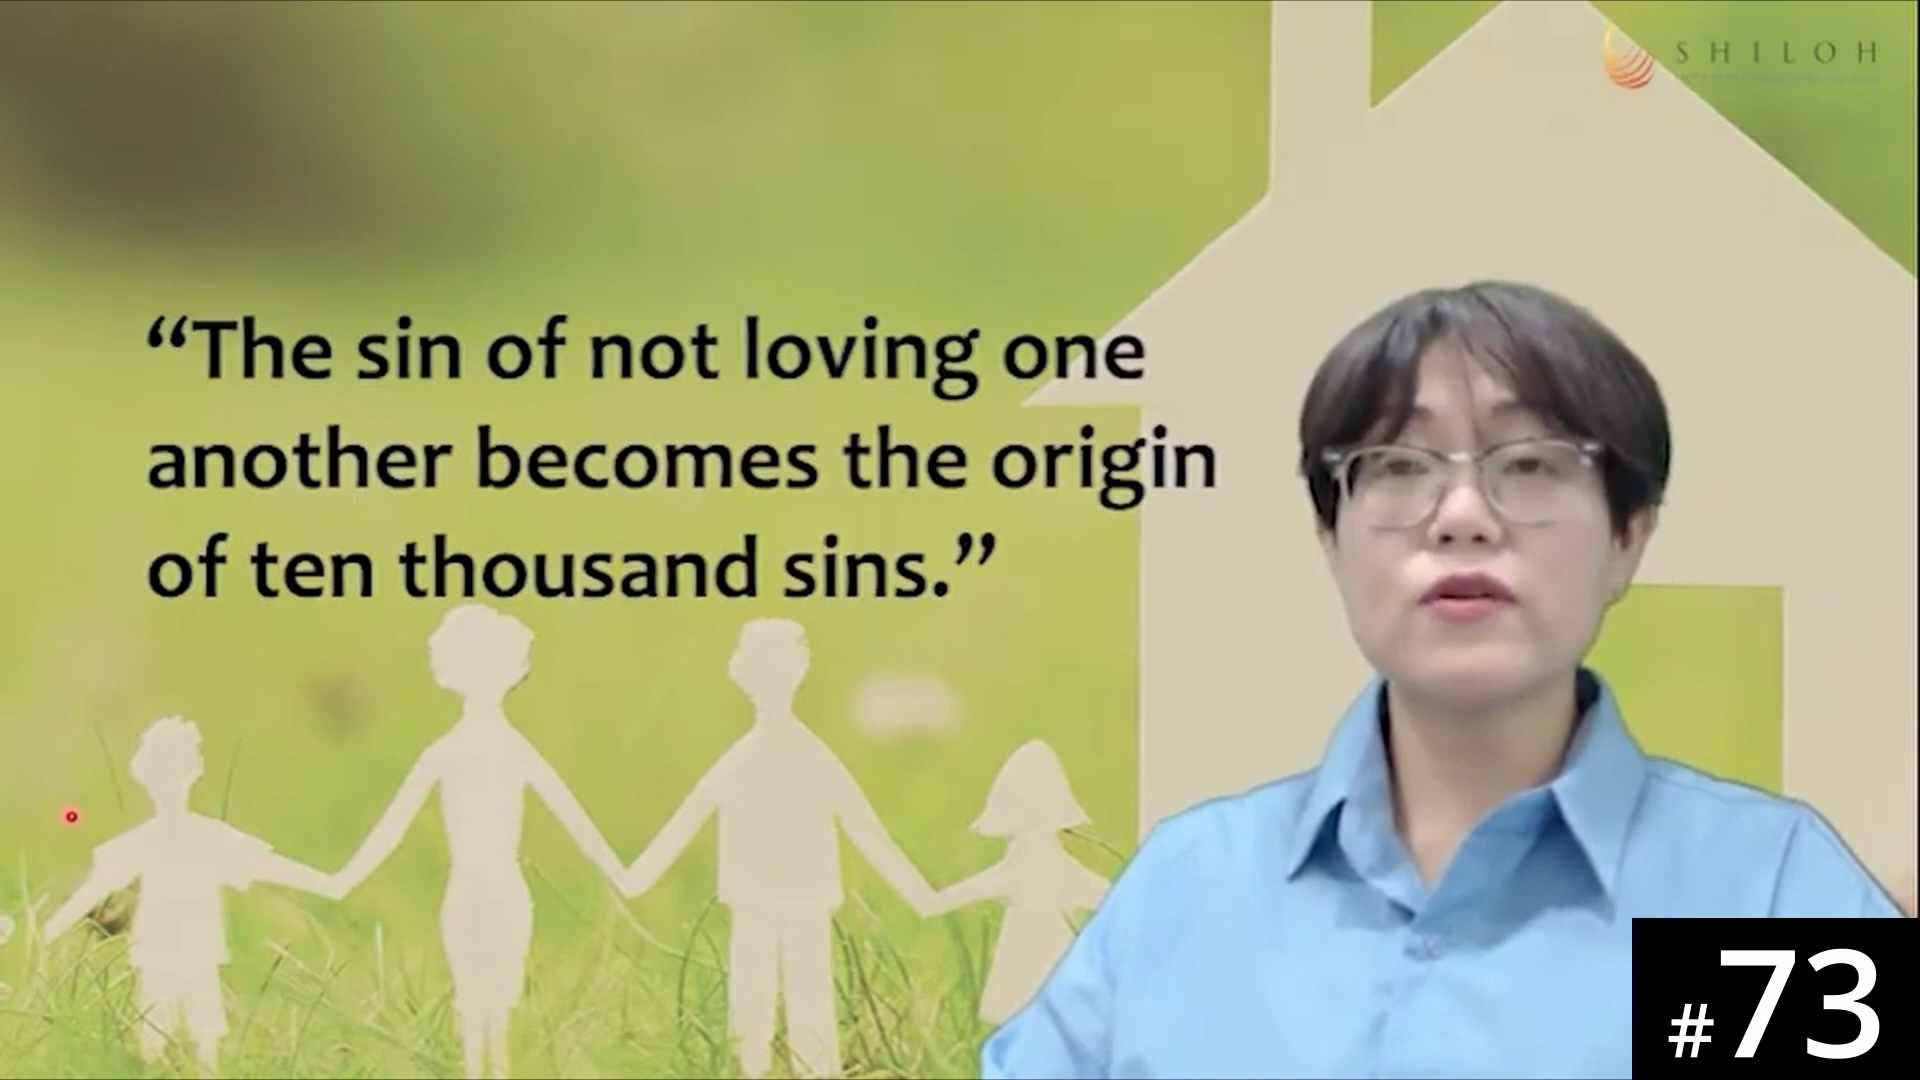 SHILOH
“The sin of not loving one
another becomes the origin
of ten thousand sins.”
#73